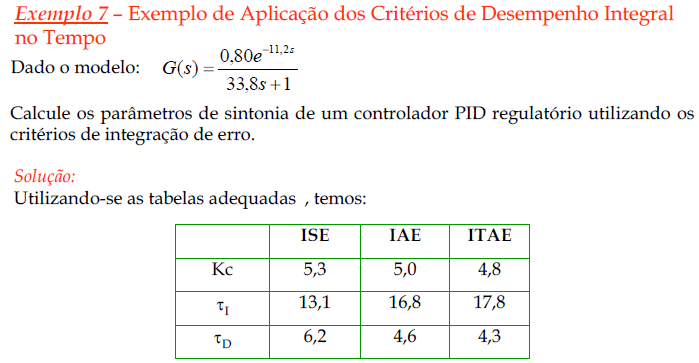 Exemplo 7 – Exemplo de Aplicação dos Critérios de Desempenho Integral
no Tempo
Dado o modelo: G(s) = 0,80e^{-11,2s} / (33,8s+1)
Calcule os parâmetros de sintonia de um controlador PID regulatório utilizando os
critérios de integração de erro.
Solução:
Utilizando-se as tabelas adequadas , temos:
ISE IAE ITAE
Kc 5,3 5,0 4,8
τI 13,1 16,8 17,8
τD 6,2 4,6 4,3